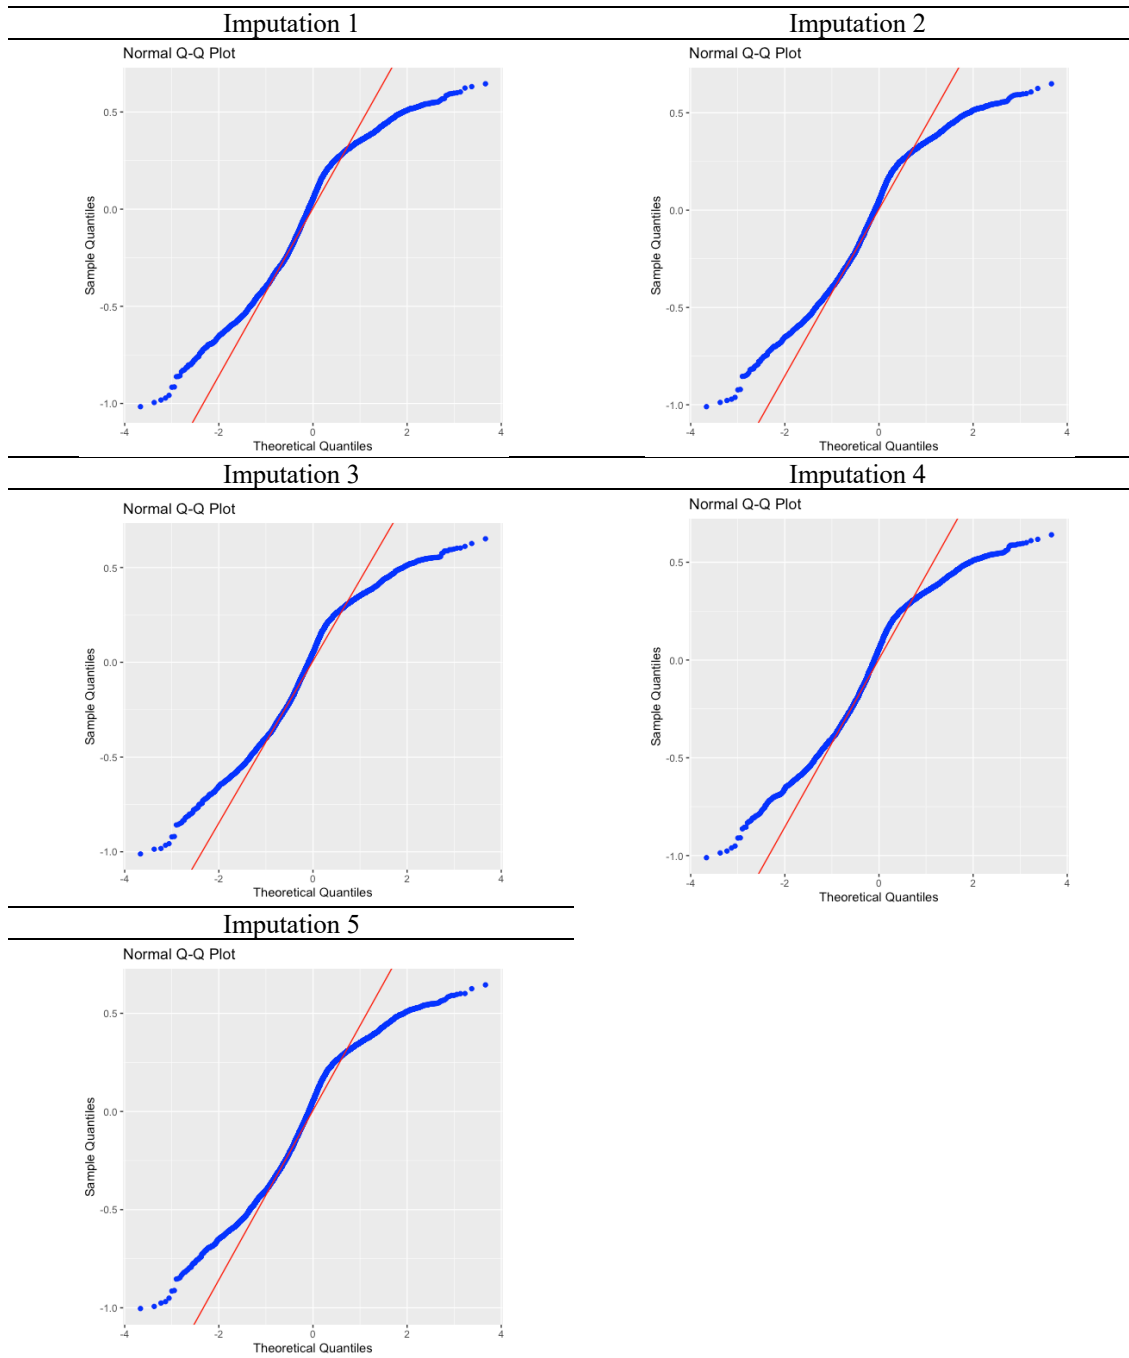 Imputation 1
Imputation 2
Normal Q-Q Plot
Sample Quantiles
0.5
0.0
-0.5
-1.0
-4
-2
0
2
4
Theoretical Quantiles
Normal Q-Q Plot
Sample Quantiles
0.5
0.0
-0.5
-1.0
-4
-2
0
2
4
Theoretical Quantiles
Imputation 3
Imputation 4
Normal Q-Q Plot
Sample Quantiles
0.5
0.0
-0.5
-1.0
-4
-2
0
2
4
Theoretical Quantiles
Normal Q-Q Plot
Sample Quantiles
0.5
0.0
-0.5
-1.0
-4
-2
0
2
4
Theoretical Quantiles
Imputation 5
Normal Q-Q Plot
Sample Quantiles
0.5
0.0
-0.5
-1.0
-4
-2
0
2
4
Theoretical Quantiles